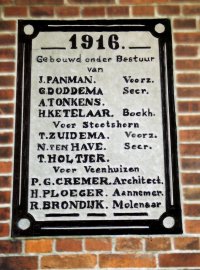 1916.
Gebouwd onder Bestuur
van
J. PANMAN. Voorz.
G. DODDEMA Secr.
A. TONKENS.
H. KETELAAR. Boekh.
Voor Steetshorn
T. ZUIDEMA. Voorz.
N. TEN HAVE. Secr.
T. HOLTJER.
Voor Veenhuizen
P. G. CREMER. Architect.
H. PLOEGER. Aannemer.
R. BRONDIJK. Molenaar